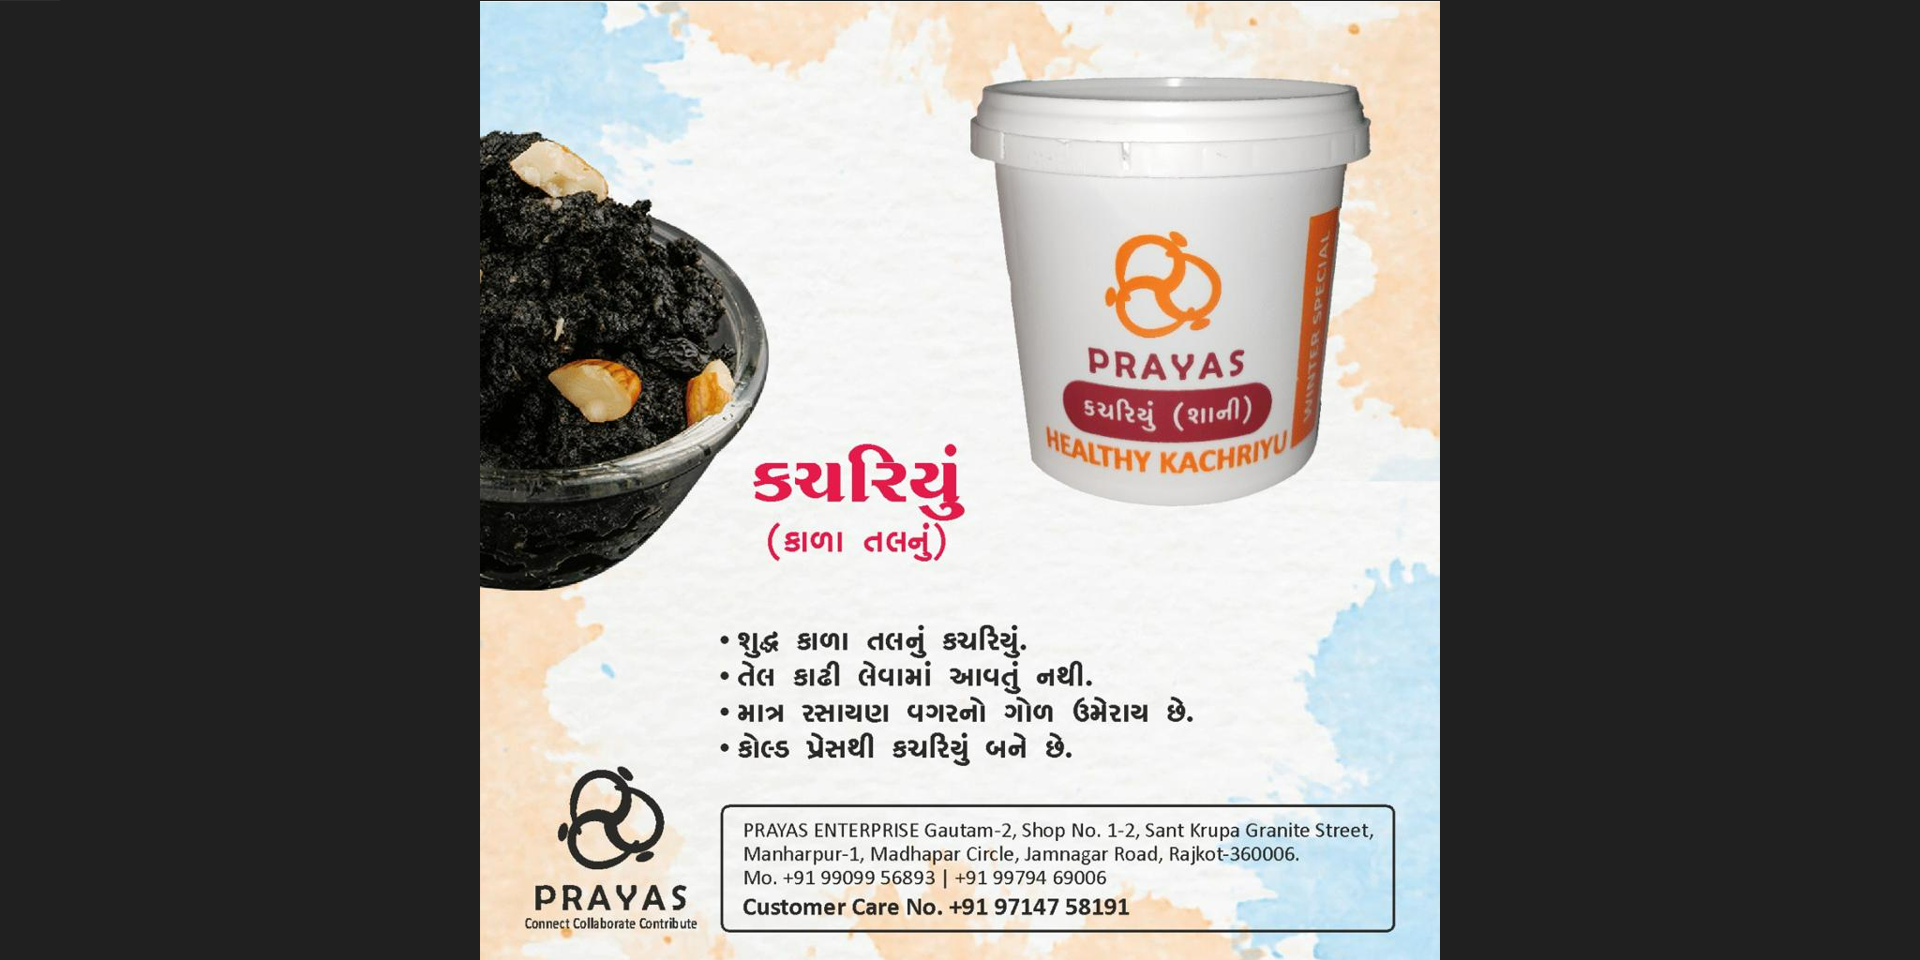 PRAYAS
કચરિયું (શાની)
HEALTHY KACHRIYU
WINTER SPECIAL
કચરિયું
(કાળા તલનું)
• શુદ્ધ કાળા તલનું કચરિયું.
• તેલ કાઢી લેવામાં આવતું નથી.
• માત્ર રસાયણ વગરનો ગોળ ઉમેરાય છે.
• કોલ્ડ પ્રેસથી કચરિયું બને છે.
PRAYAS
Connect Collaborate Contribute
PRAYAS ENTERPRISE Gautam-2, Shop No. 1-2, Sant Krupa Granite Street,
Manharpur-1, Madhapar Circle, Jamnagar Road, Rajkot-360006.
Mo. +91 99099 56893 | +91 99794 69006
Customer Care No. +91 97147 58191